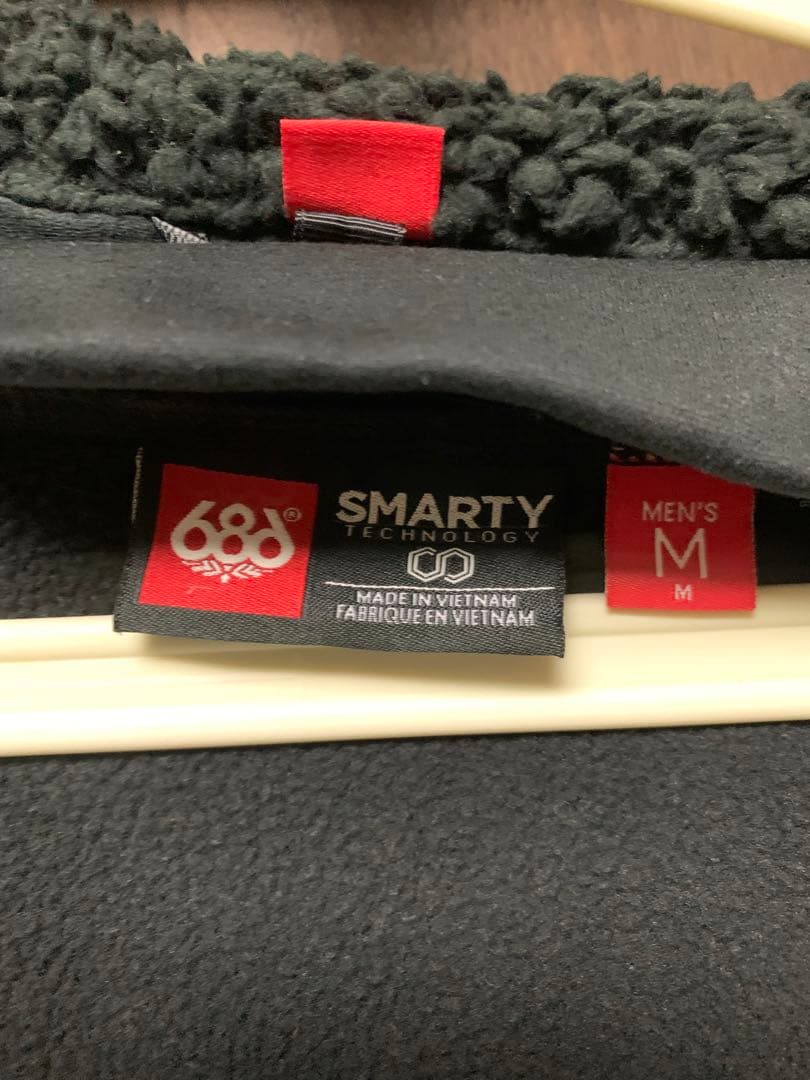 686®
SMARTY
TECHNOLOGY
MADE IN VIETNAM
FABRIQUE EN VIETNAM
MEN'S
M
M